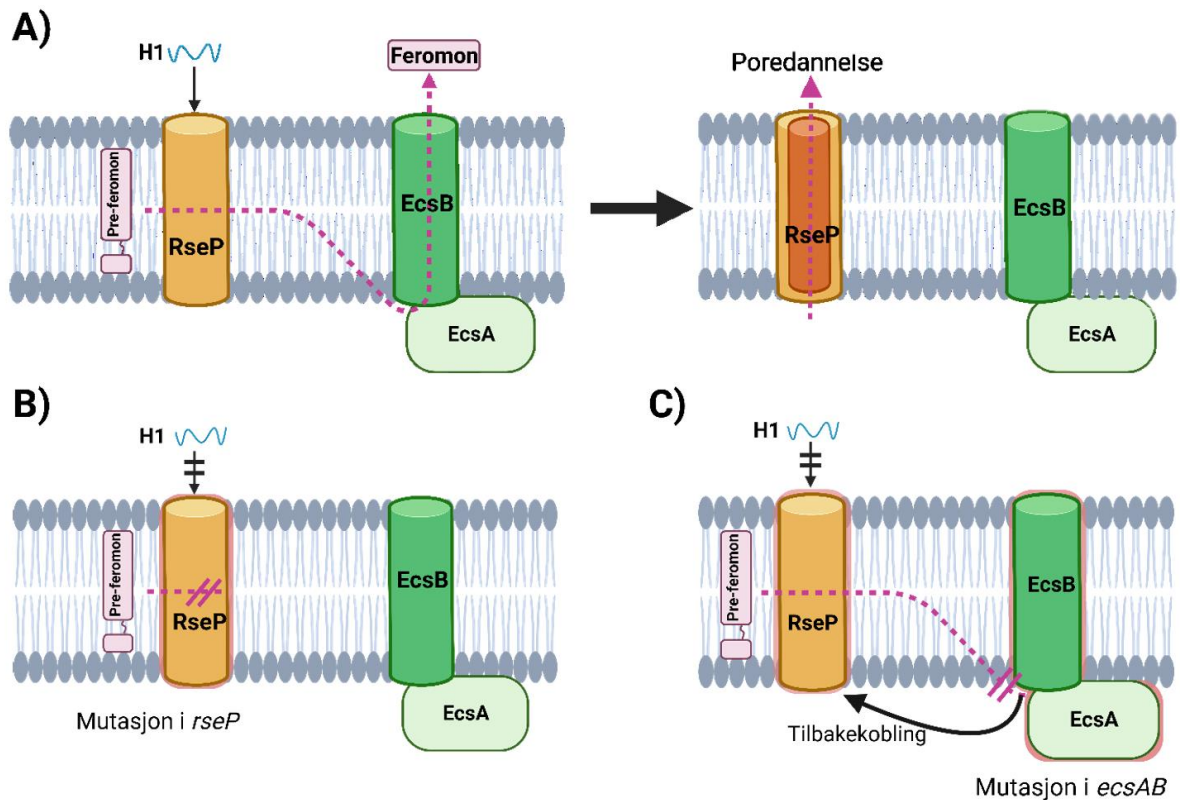 A)
H1
Feromon
Pre-feromon
RseP
EcsB
EcsA
Poredannelse
RseP
EcsB
EcsA
B)
H1
Pre-feromon
RseP
EcsB
EcsA
Mutasjon i rseP
C)
H1
Pre-feromon
RseP
EcsB
EcsA
Tilbakekobling
Mutasjon i ecsAB